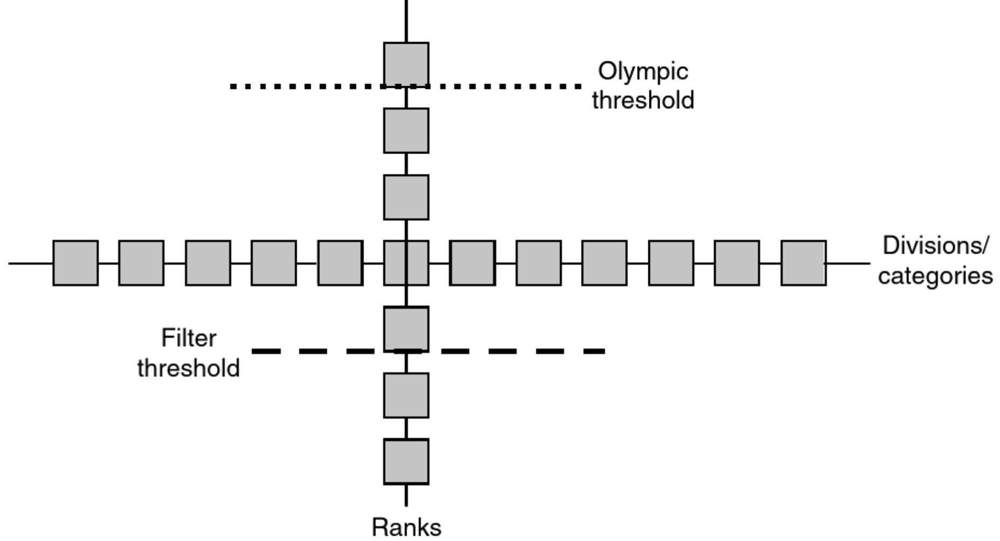 Olympic
threshold
Divisions/
categories
Filter
threshold
Ranks